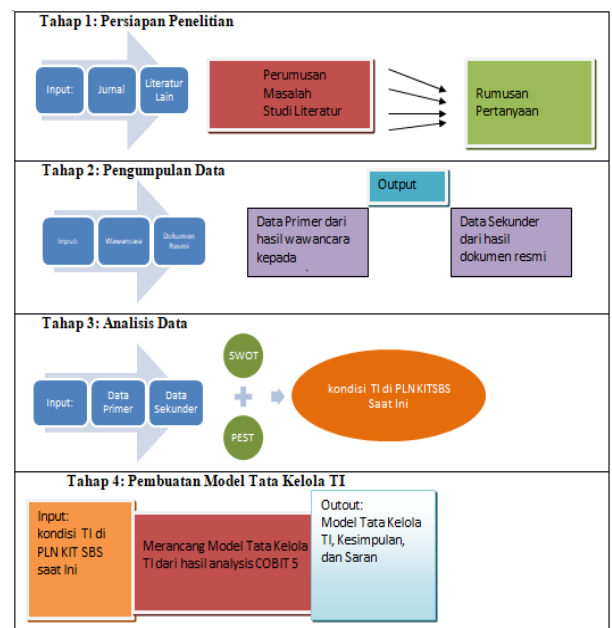 Tahap 1: Persiapan Penelitian
Input:
Jurnal
Literatur
Lain
Perumusan
Masalah
Studi Literatur
Rumusan
Pertanyaan
Tahap 2: Pengumpulan Data
Input:
Wawancara
Dokumen
Resmi
Output
Data Primer dari
hasil wawancara
kepada
Data Sekunder
dari hasil
dokumen resmi
Tahap 3: Analisis Data
Input:
Data
Primer
Data
Sekunder
SWOT
PEST
kondisi TI di PLN KITSBS
Saat Ini
Tahap 4: Pembuatan Model Tata Kelola TI
Input:
kondisi TI di
PLN KIT SBS
saat Ini
Merancang Model Tata Kelola
TI dari hasil analysis COBIT 5
Outout:
Model Tata Kelola
TI, Kesimpulan,
dan Saran